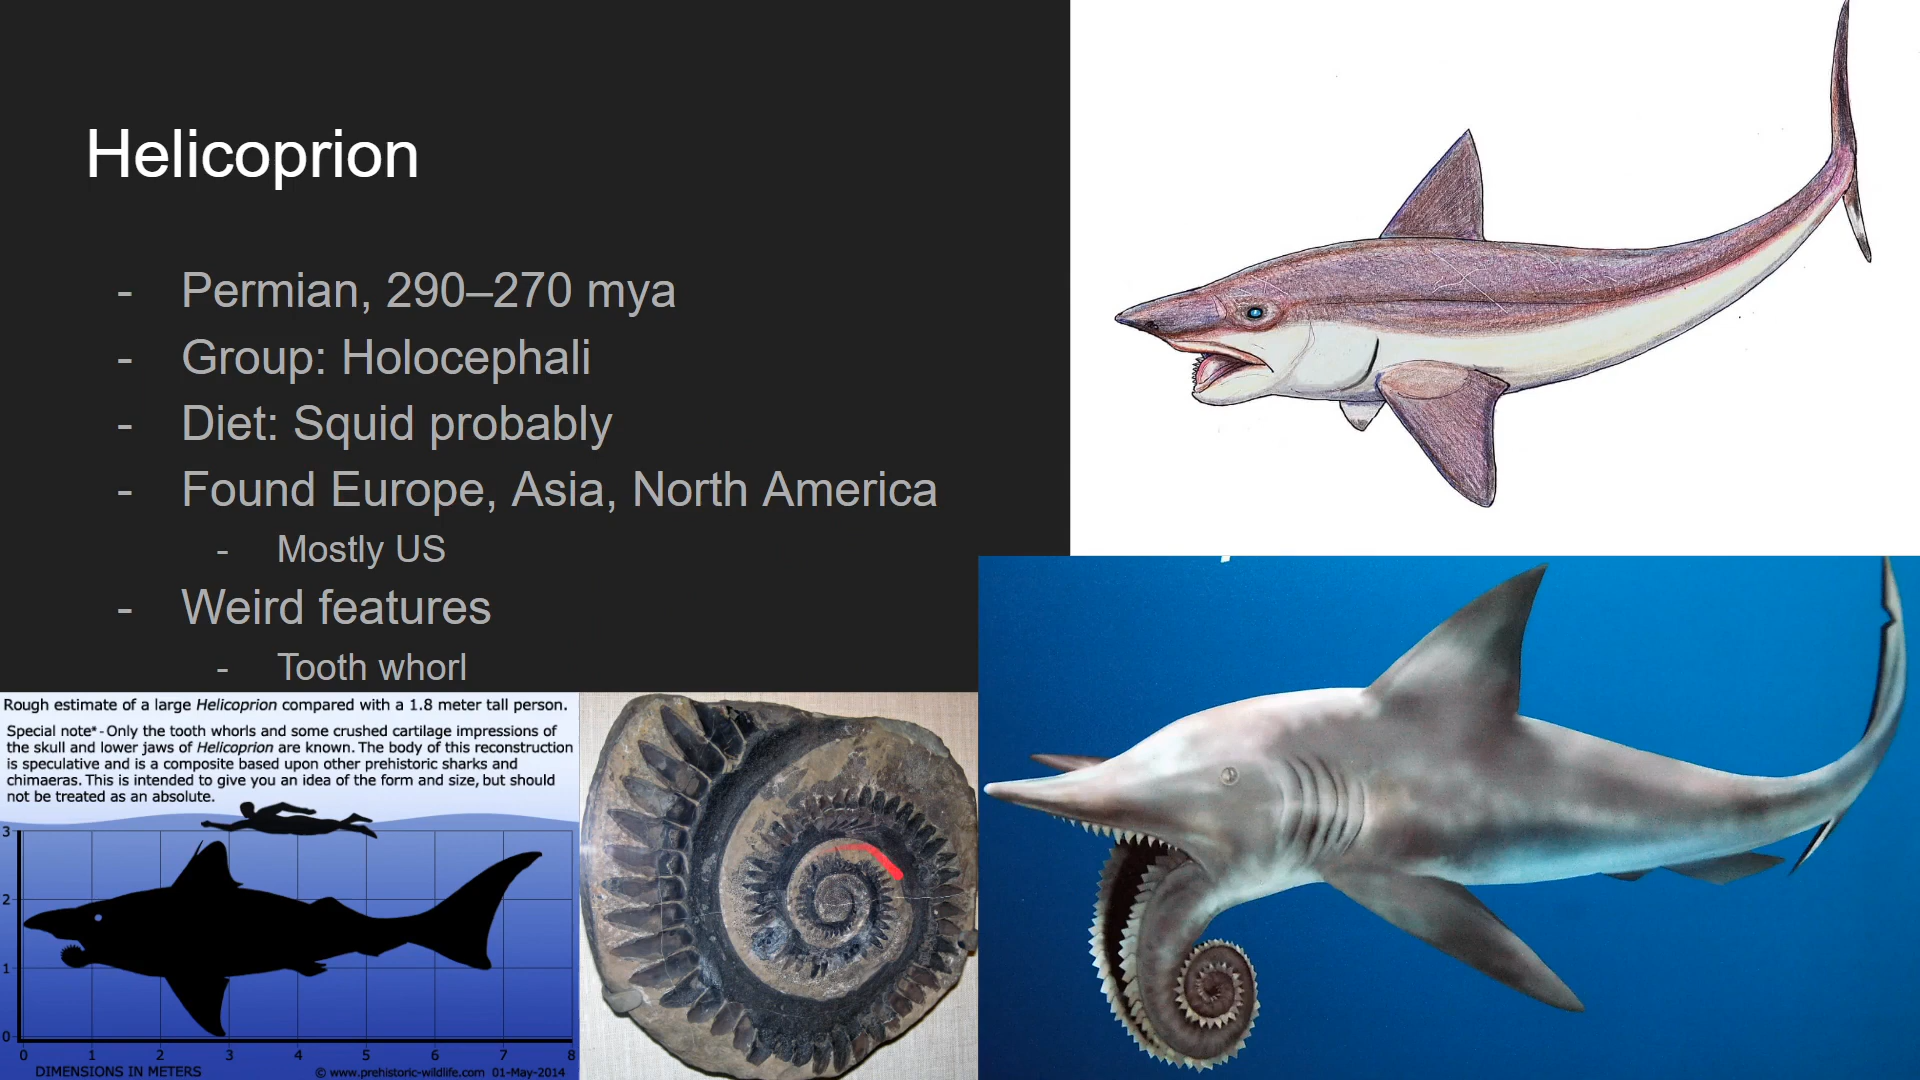 Helicoprion
- Permian, 290–270 mya
- Group: Holocephali
- Diet: Squid probably
- Found Europe, Asia, North America
- Mostly US
- Weird features
- Tooth whorl
Rough estimate of a large Helicoprion compared with a 1.8 meter tall person.
Special note* - Only the tooth whorls and some crushed cartilage impressions of
the skull and lower jaws of Helicoprion are known. The body of this reconstruction
is speculative and is a composite based upon other prehistoric sharks and
chimaeras. This is intended to give you an idea of the form and size, but should
not be treated as an absolute.
3
2
1
0
0 1 2 3 4 5 6 7 8
DIMENSIONS IN METERS © www.prehistoric-wildlife.com 01-May-2014